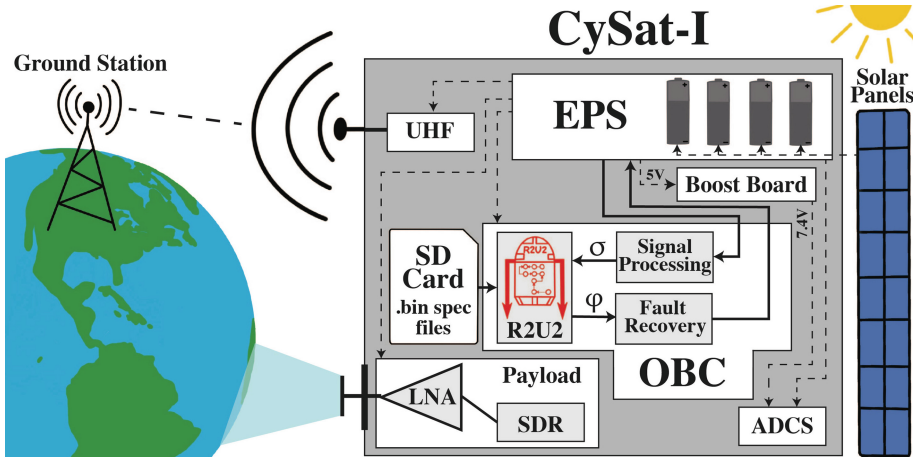 CySat-I
Ground Station
Solar
Panels
EPS
+
+
+
+
-
-
-
-
UHF
5V
Boost Board
7.4V
SD
Card
.bin spec
files
R2U2
R2U2
σ
Signal
Processing
φ
Fault
Recovery
OBC
Payload
LNA
SDR
ADCS